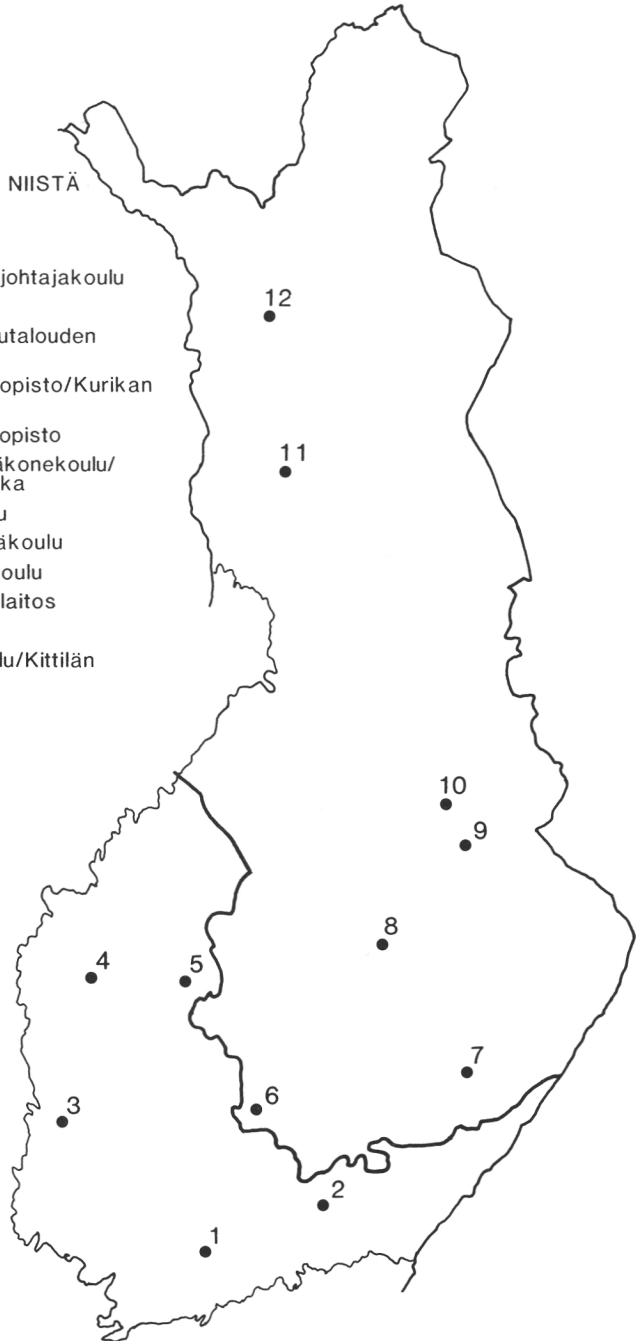 NIISTÄ
johtajakoulu
12
utalouden
opisto/Kurikan
opisto
11
äkonekoulu/
ka
u
äkoulu
oulu
laitos
lu/Kittilän
10
9
8
4
5
7
6
3
2
1